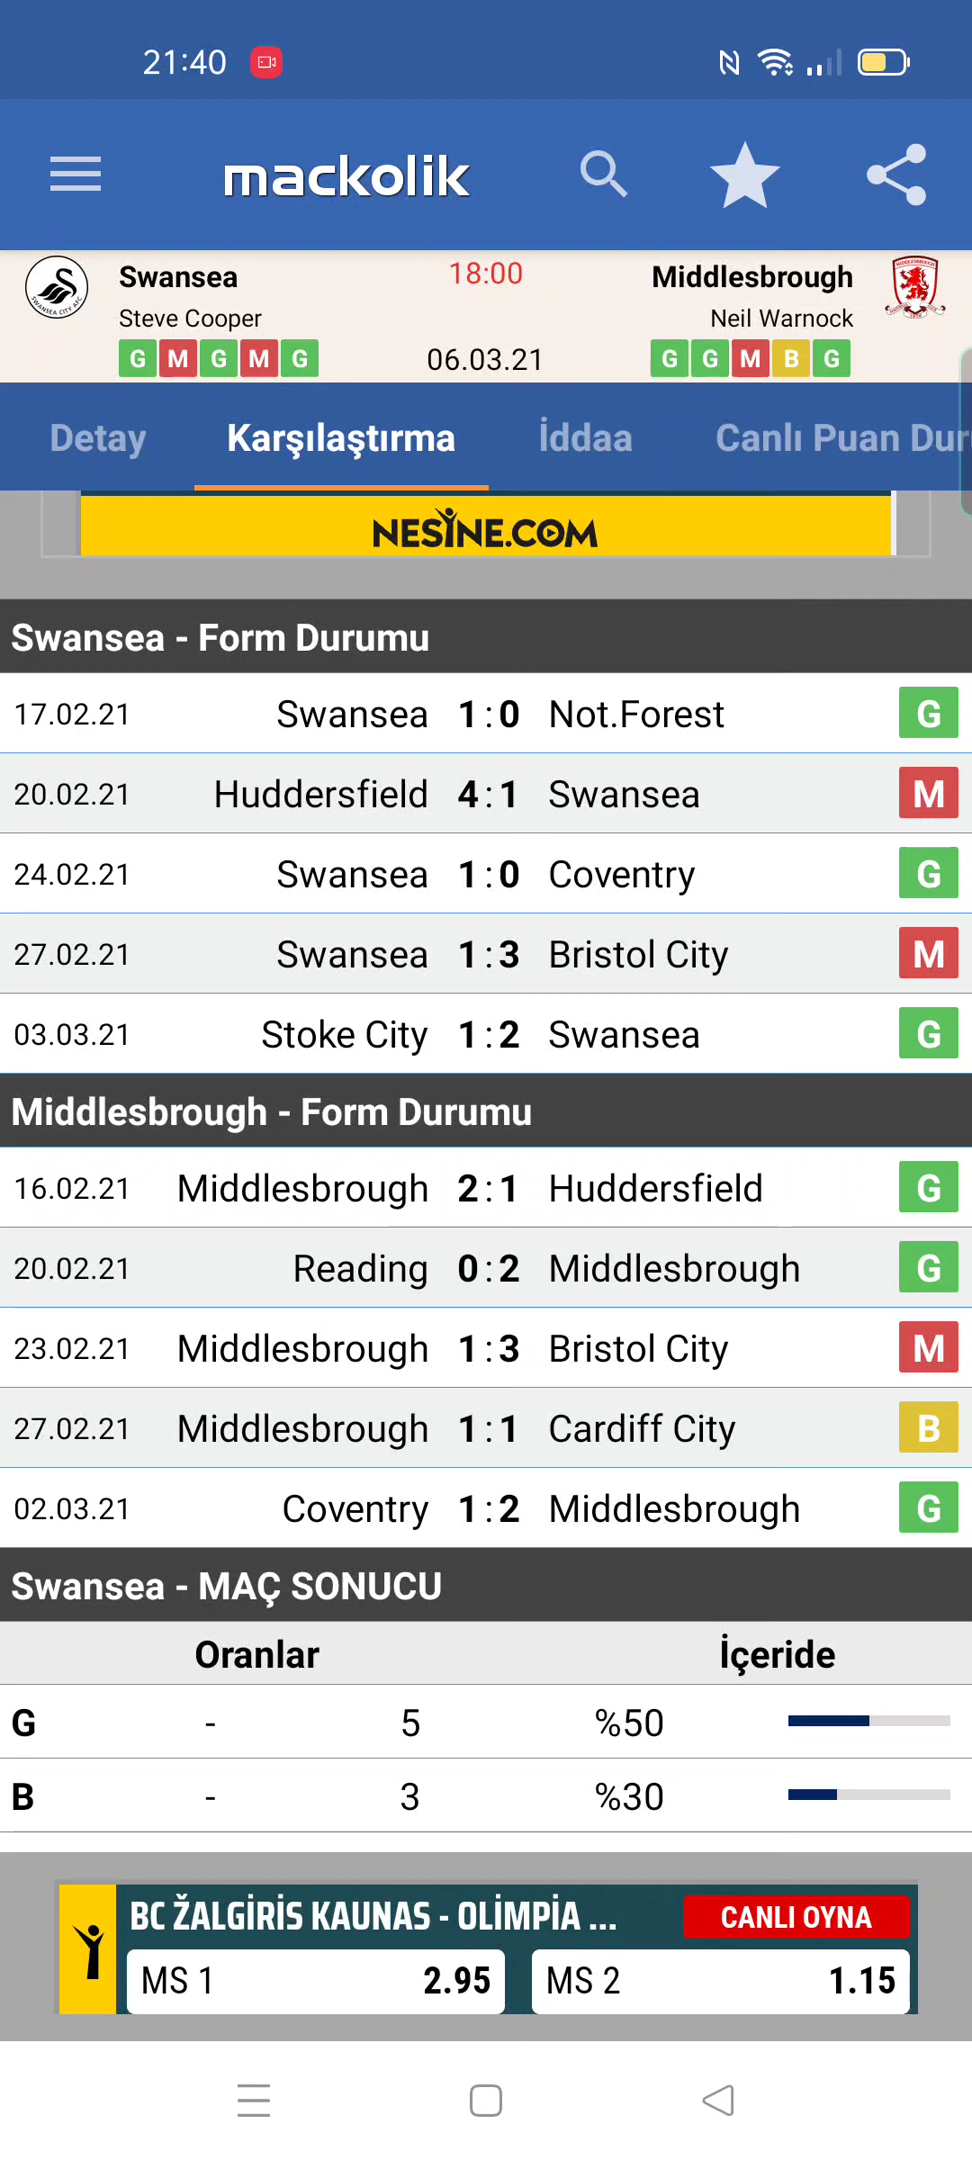 21:40
mackolik
Swansea 18:00 Middlesbrough
Steve Cooper Neil Warnock
G M G M G 06.03.21 G G M B G
Detay Karşılaştırma İddaa Canlı Puan Dur
NESİNE.COM
Swansea - Form Durumu
17.02.21 Swansea 1 : 0 Not.Forest G
20.02.21 Huddersfield 4 : 1 Swansea M
24.02.21 Swansea 1 : 0 Coventry G
27.02.21 Swansea 1 : 3 Bristol City M
03.03.21 Stoke City 1 : 2 Swansea G
Middlesbrough - Form Durumu
16.02.21 Middlesbrough 2 : 1 Huddersfield G
20.02.21 Reading 0 : 2 Middlesbrough G
23.02.21 Middlesbrough 1 : 3 Bristol City M
27.02.21 Middlesbrough 1 : 1 Cardiff City B
02.03.21 Coventry 1 : 2 Middlesbrough G
Swansea - MAÇ SONUCU
Oranlar İçeride
G - 5 %50
B - 3 %30
BC ŽALGİRİS KAUNAS - OLİMPİA ... CANLI OYNA
MS 1 2.95 MS 2 1.15